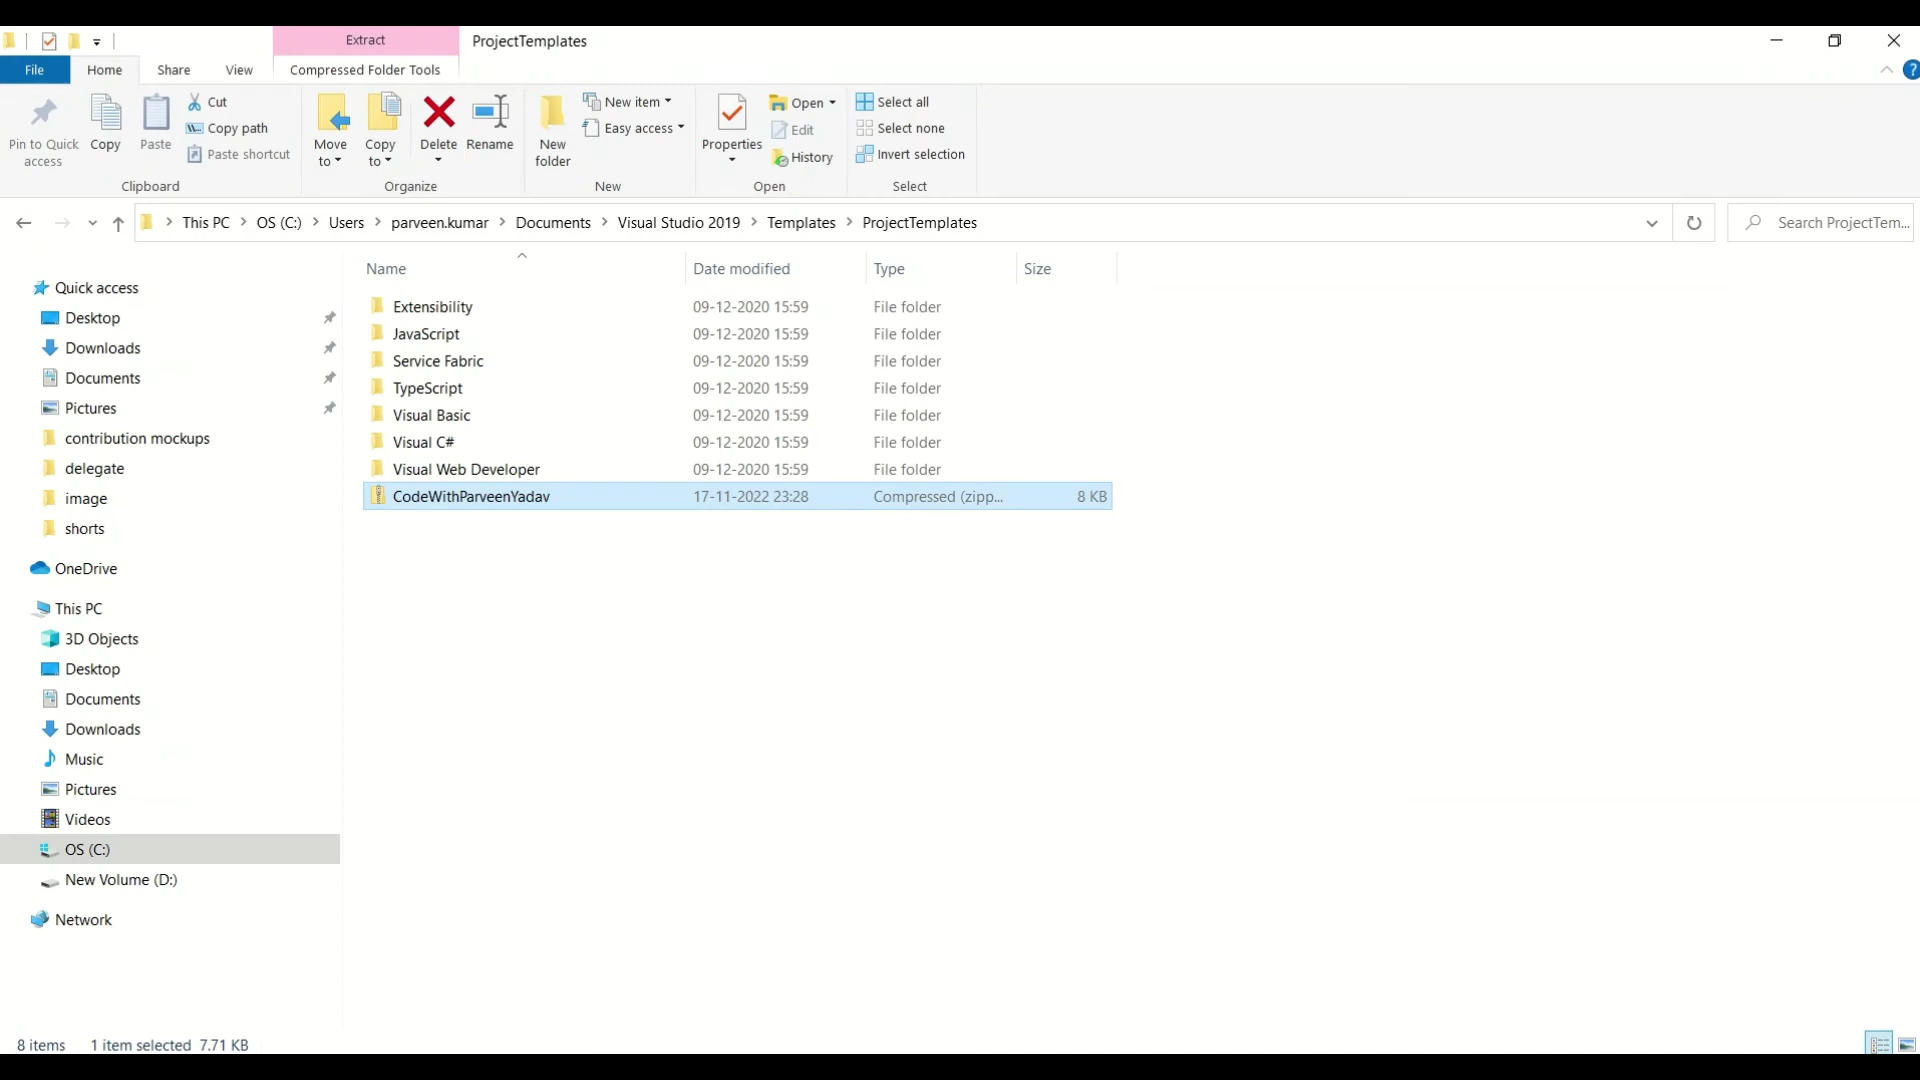 Extract
ProjectTemplates
File
Home
Share
View
Compressed Folder Tools
Pin to Quick access
Copy
Paste
Cut
Copy path
Paste shortcut
Clipboard
Move to
Copy to
Delete
Rename
Organize
New folder
New item
Easy access
New
Properties
Open
Edit
History
Open
Select all
Select none
Invert selection
Select
This PC OS (C:) Users parveen.kumar Documents Visual Studio 2019 Templates ProjectTemplates
Search ProjectTem...
Name Date modified Type Size
Extensibility 09-12-2020 15:59 File folder
JavaScript 09-12-2020 15:59 File folder
Service Fabric 09-12-2020 15:59 File folder
TypeScript 09-12-2020 15:59 File folder
Visual Basic 09-12-2020 15:59 File folder
Visual C# 09-12-2020 15:59 File folder
Visual Web Developer 09-12-2020 15:59 File folder
CodeWithParveenYadav 17-11-2022 23:28 Compressed (zipp... 8 KB
Quick access
Desktop
Downloads
Documents
Pictures
contribution mockups
delegate
image
shorts
OneDrive
This PC
3D Objects
Desktop
Documents
Downloads
Music
Pictures
Videos
OS (C:)
New Volume (D:)
Network
8 items 1 item selected 7.71 KB